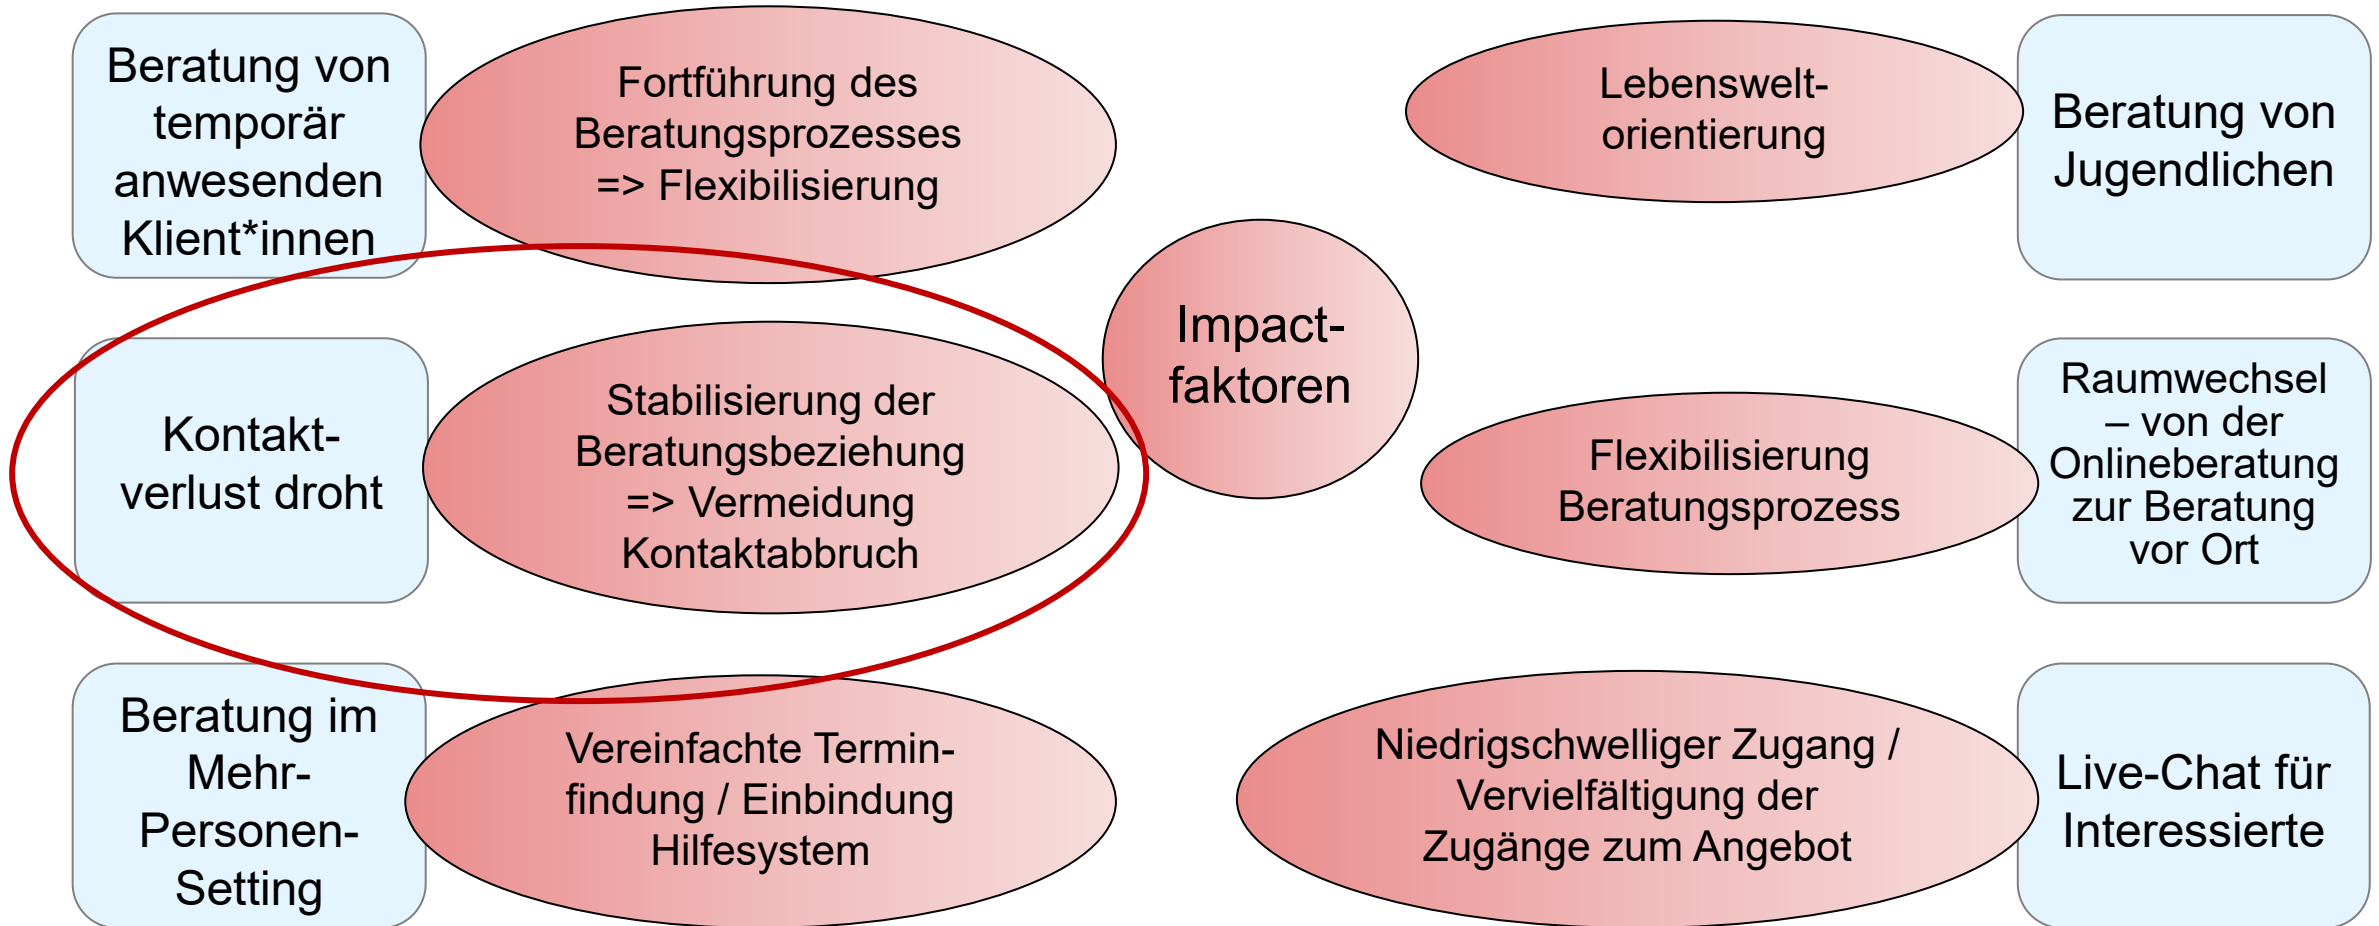 Beratung von
temporär
anwesenden
Klient*innen
Fortführung des
Beratungsprozesses
=> Flexibilisierung
Lebenswelt-
orientierung
Beratung von
Jugendlichen
Kontakt-
verlust droht
Stabilisierung der
Beratungsbeziehung
=> Vermeidung
Kontaktabbruch
Impact-
faktoren
Flexibilisierung
Beratungsprozess
Raumwechsel
– von der
Onlineberatung
zur Beratung
vor Ort
Beratung im
Mehr-
Personen-
Setting
Vereinfachte Termin-
findung / Einbindung
Hilfesystem
Niedrigschwelliger Zugang /
Vervielfältigung der
Zugänge zum Angebot
Live-Chat für
Interessierte